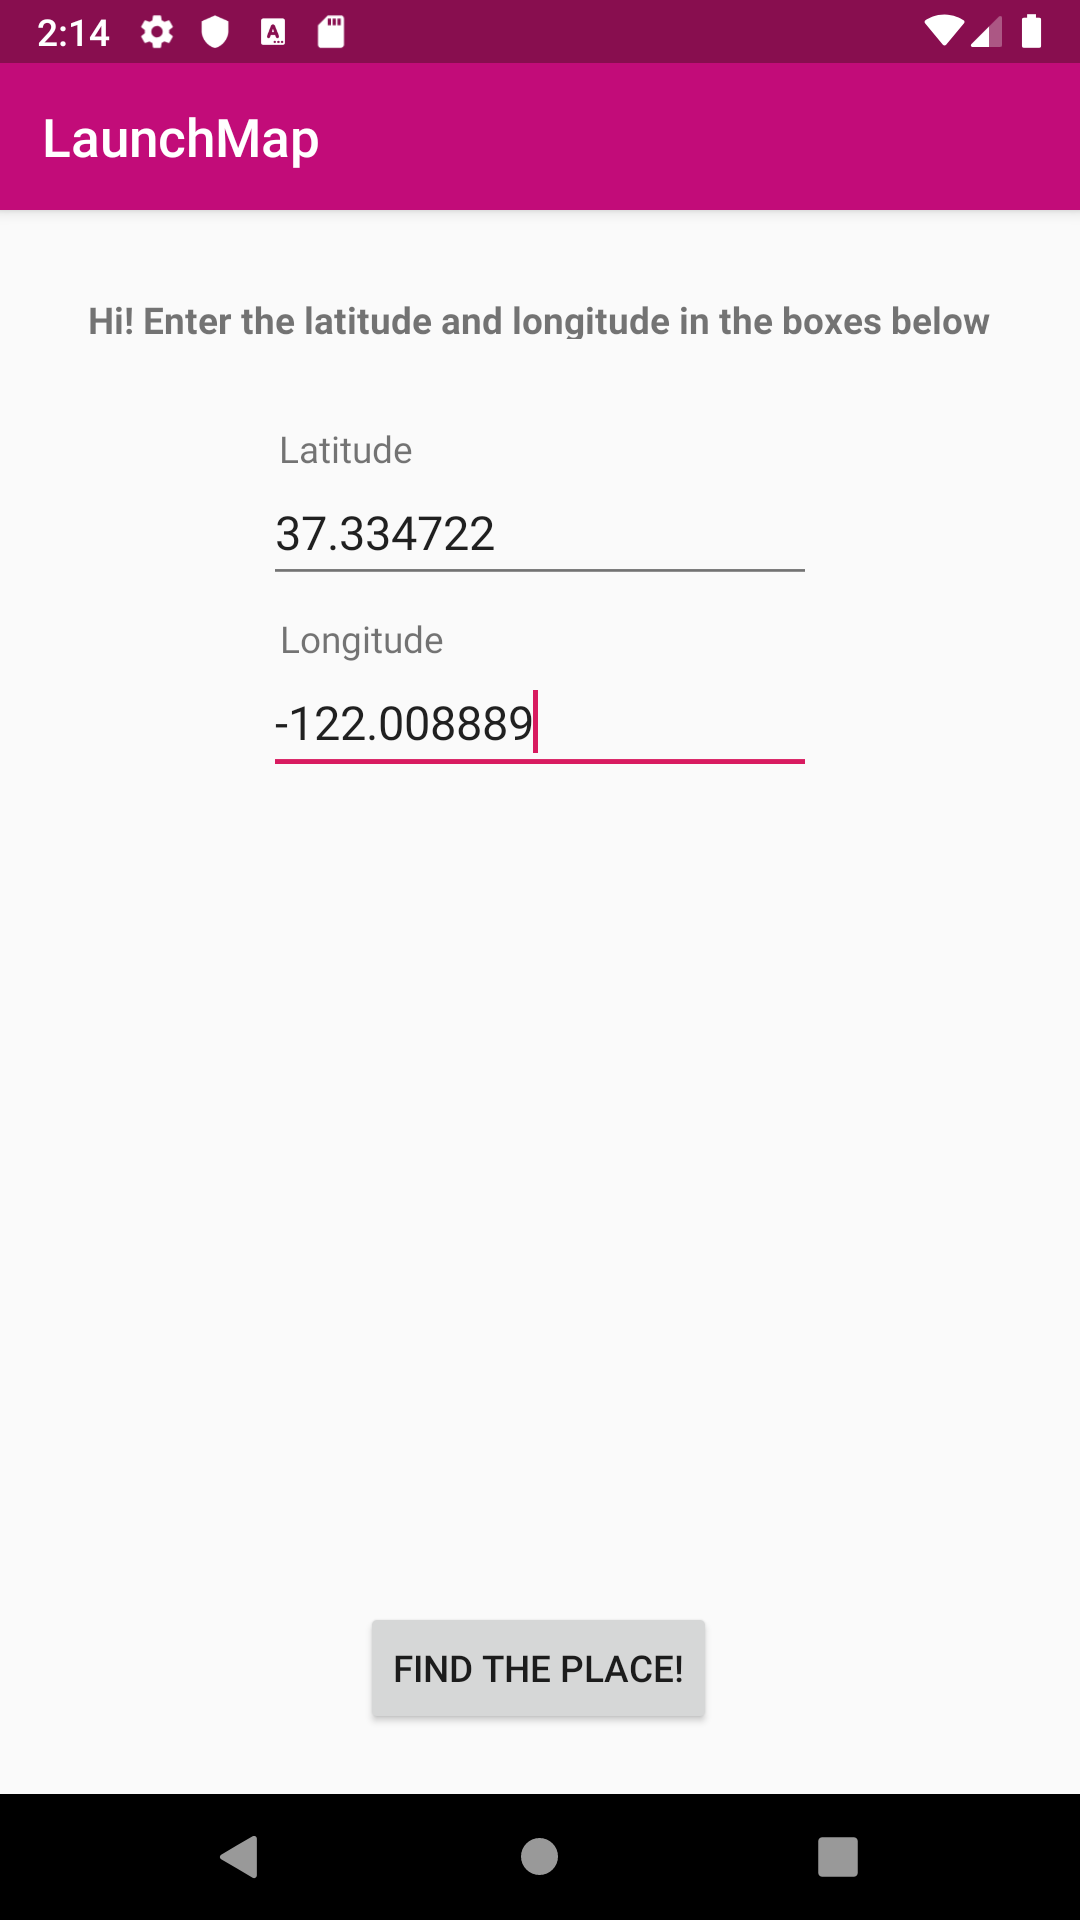 2:14
LaunchMap
Hi! Enter the latitude and longitude in the boxes below
Latitude
37.334722
Longitude
-122.008889
FIND THE PLACE!